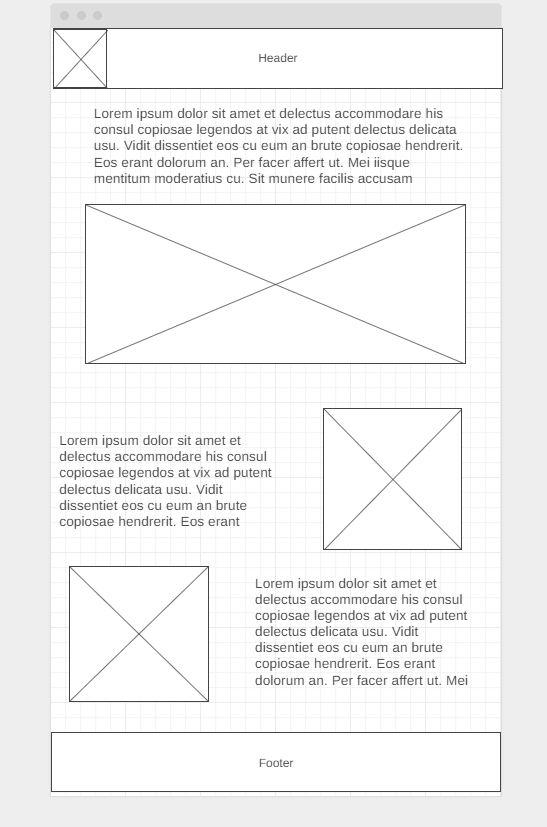 Header
Lorem ipsum dolor sit amet et delectus accommodare his
consul copiosae legendos at vix ad putent delectus delicata
usu. Vidit dissentiet eos cu eum an brute copiosae hendrerit.
Eos erant dolorum an. Per facer affert ut. Mei iisque
mentitum moderatius cu. Sit munere facilis accusam
Lorem ipsum dolor sit amet et
delectus accommodare his consul
copiosae legendos at vix ad putent
delectus delicata usu. Vidit
dissentiet eos cu eum an brute
copiosae hendrerit. Eos erant
Lorem ipsum dolor sit amet et
delectus accommodare his consul
copiosae legendos at vix ad putent
delectus delicata usu. Vidit
dissentiet eos cu eum an brute
copiosae hendrerit. Eos erant
dolorum an. Per facer affert ut. Mei
Footer